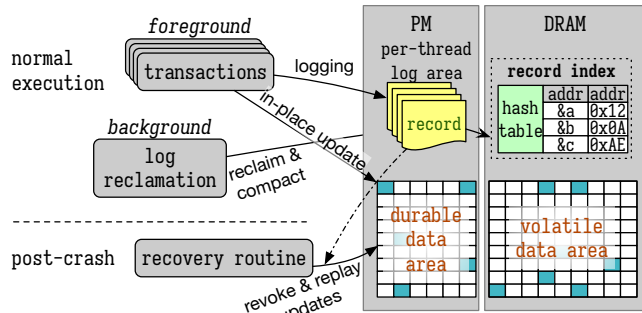 foreground
PM
DRAM
normal
execution
transactions
logging
per-thread
log area
record
record index
hash
table
addr addr
&a 0x12
&b 0x0A
&c 0xAE
in-place update
background
log
reclamation
reclaim &
compact
durable
data
area
volatile
data area
post-crash
recovery routine
revoke & replay
updates